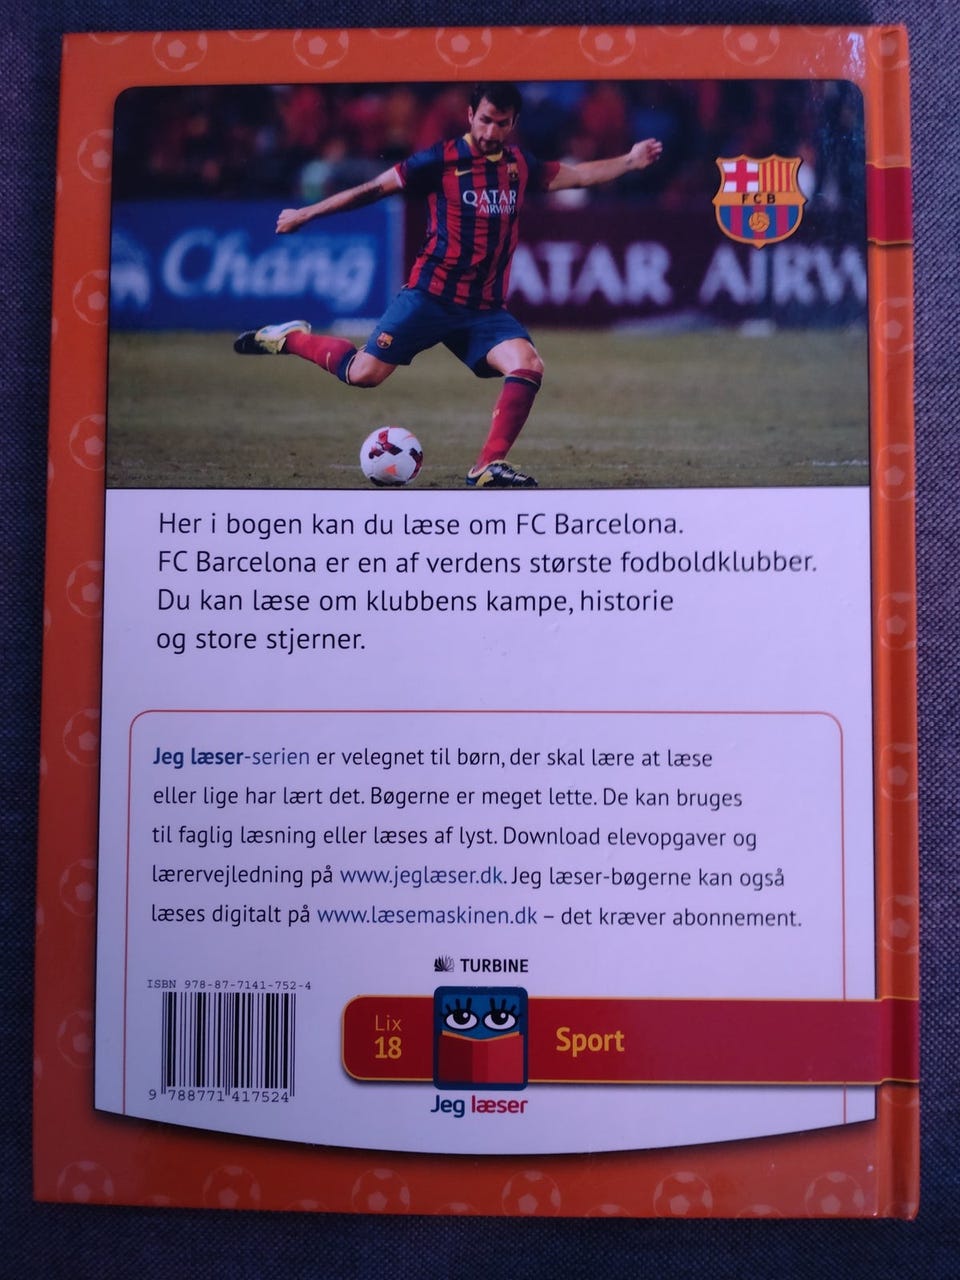 QATAR
AIRWAYS
Chang
ATAR AIRW
FCB
Her i bogen kan du læse om FC Barcelona.
FC Barcelona er en af verdens største fodboldklubber.
Du kan læse om klubbens kampe, historie
og store stjerner.
Jeg læser-serien er velegnet til børn, der skal lære at læse
eller lige har lært det. Bøgerne er meget lette. De kan bruges
til faglig læsning eller læses af lyst. Download elevopgaver og
lærervejledning på www.jeglæser.dk. Jeg læser-bøgerne kan også
læses digitalt på www.læsemaskinen.dk – det kræver abonnement.
TURBINE
ISBN 978-87-7141-752-4
9 788771 417524
Lix
18
Sport
Jeg læser